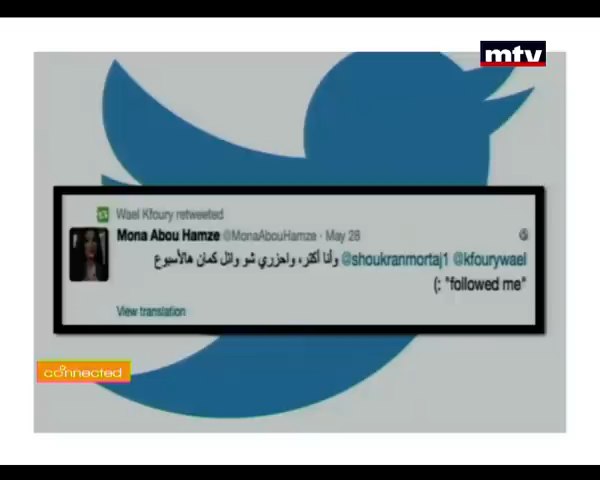 mtv
Wael Kfoury retweeted
Mona Abou Hamze @MonaAbouHamze · May 28
@shoukranmortaj1 @kfourywael وأنا أكتر، واحزري شو وائل كمان هالأسبوع
"followed me" :)
View translation
connected